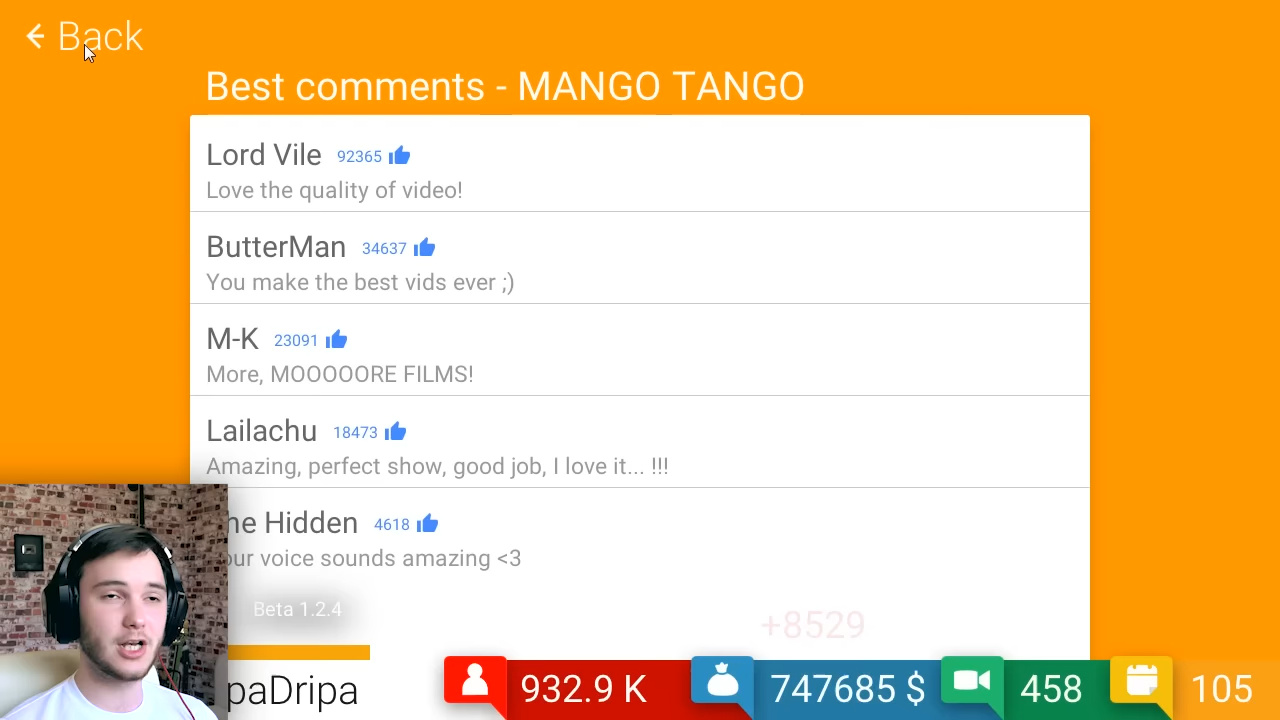 Back
Best comments - MANGO TANGO
Lord Vile 92365
Love the quality of video!
ButterMan 34637
You make the best vids ever ;)
M-K 23091
More, MOOOOORE FILMS!
Lailachu 18473
Amazing, perfect show, good job, I love it... !!!
he Hidden 4618
our voice sounds amazing <3
Beta 1.2.4
+8529
paDripa
932.9 K
747685 $
458
105